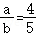 a/b = 4/5